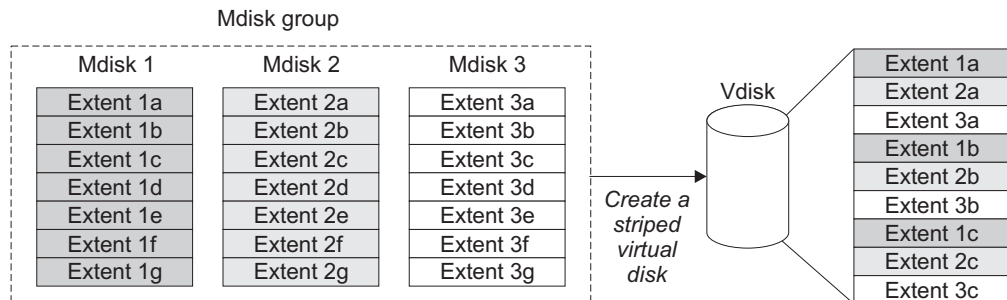 Mdisk group
Mdisk 1
Extent 1a
Extent 1b
Extent 1c
Extent 1d
Extent 1e
Extent 1f
Extent 1g
Mdisk 2
Extent 2a
Extent 2b
Extent 2c
Extent 2d
Extent 2e
Extent 2f
Extent 2g
Mdisk 3
Extent 3a
Extent 3b
Extent 3c
Extent 3d
Extent 3e
Extent 3f
Extent 3g
Create a
striped
virtual
disk
Vdisk
Extent 1a
Extent 2a
Extent 3a
Extent 1b
Extent 2b
Extent 3b
Extent 1c
Extent 2c
Extent 3c